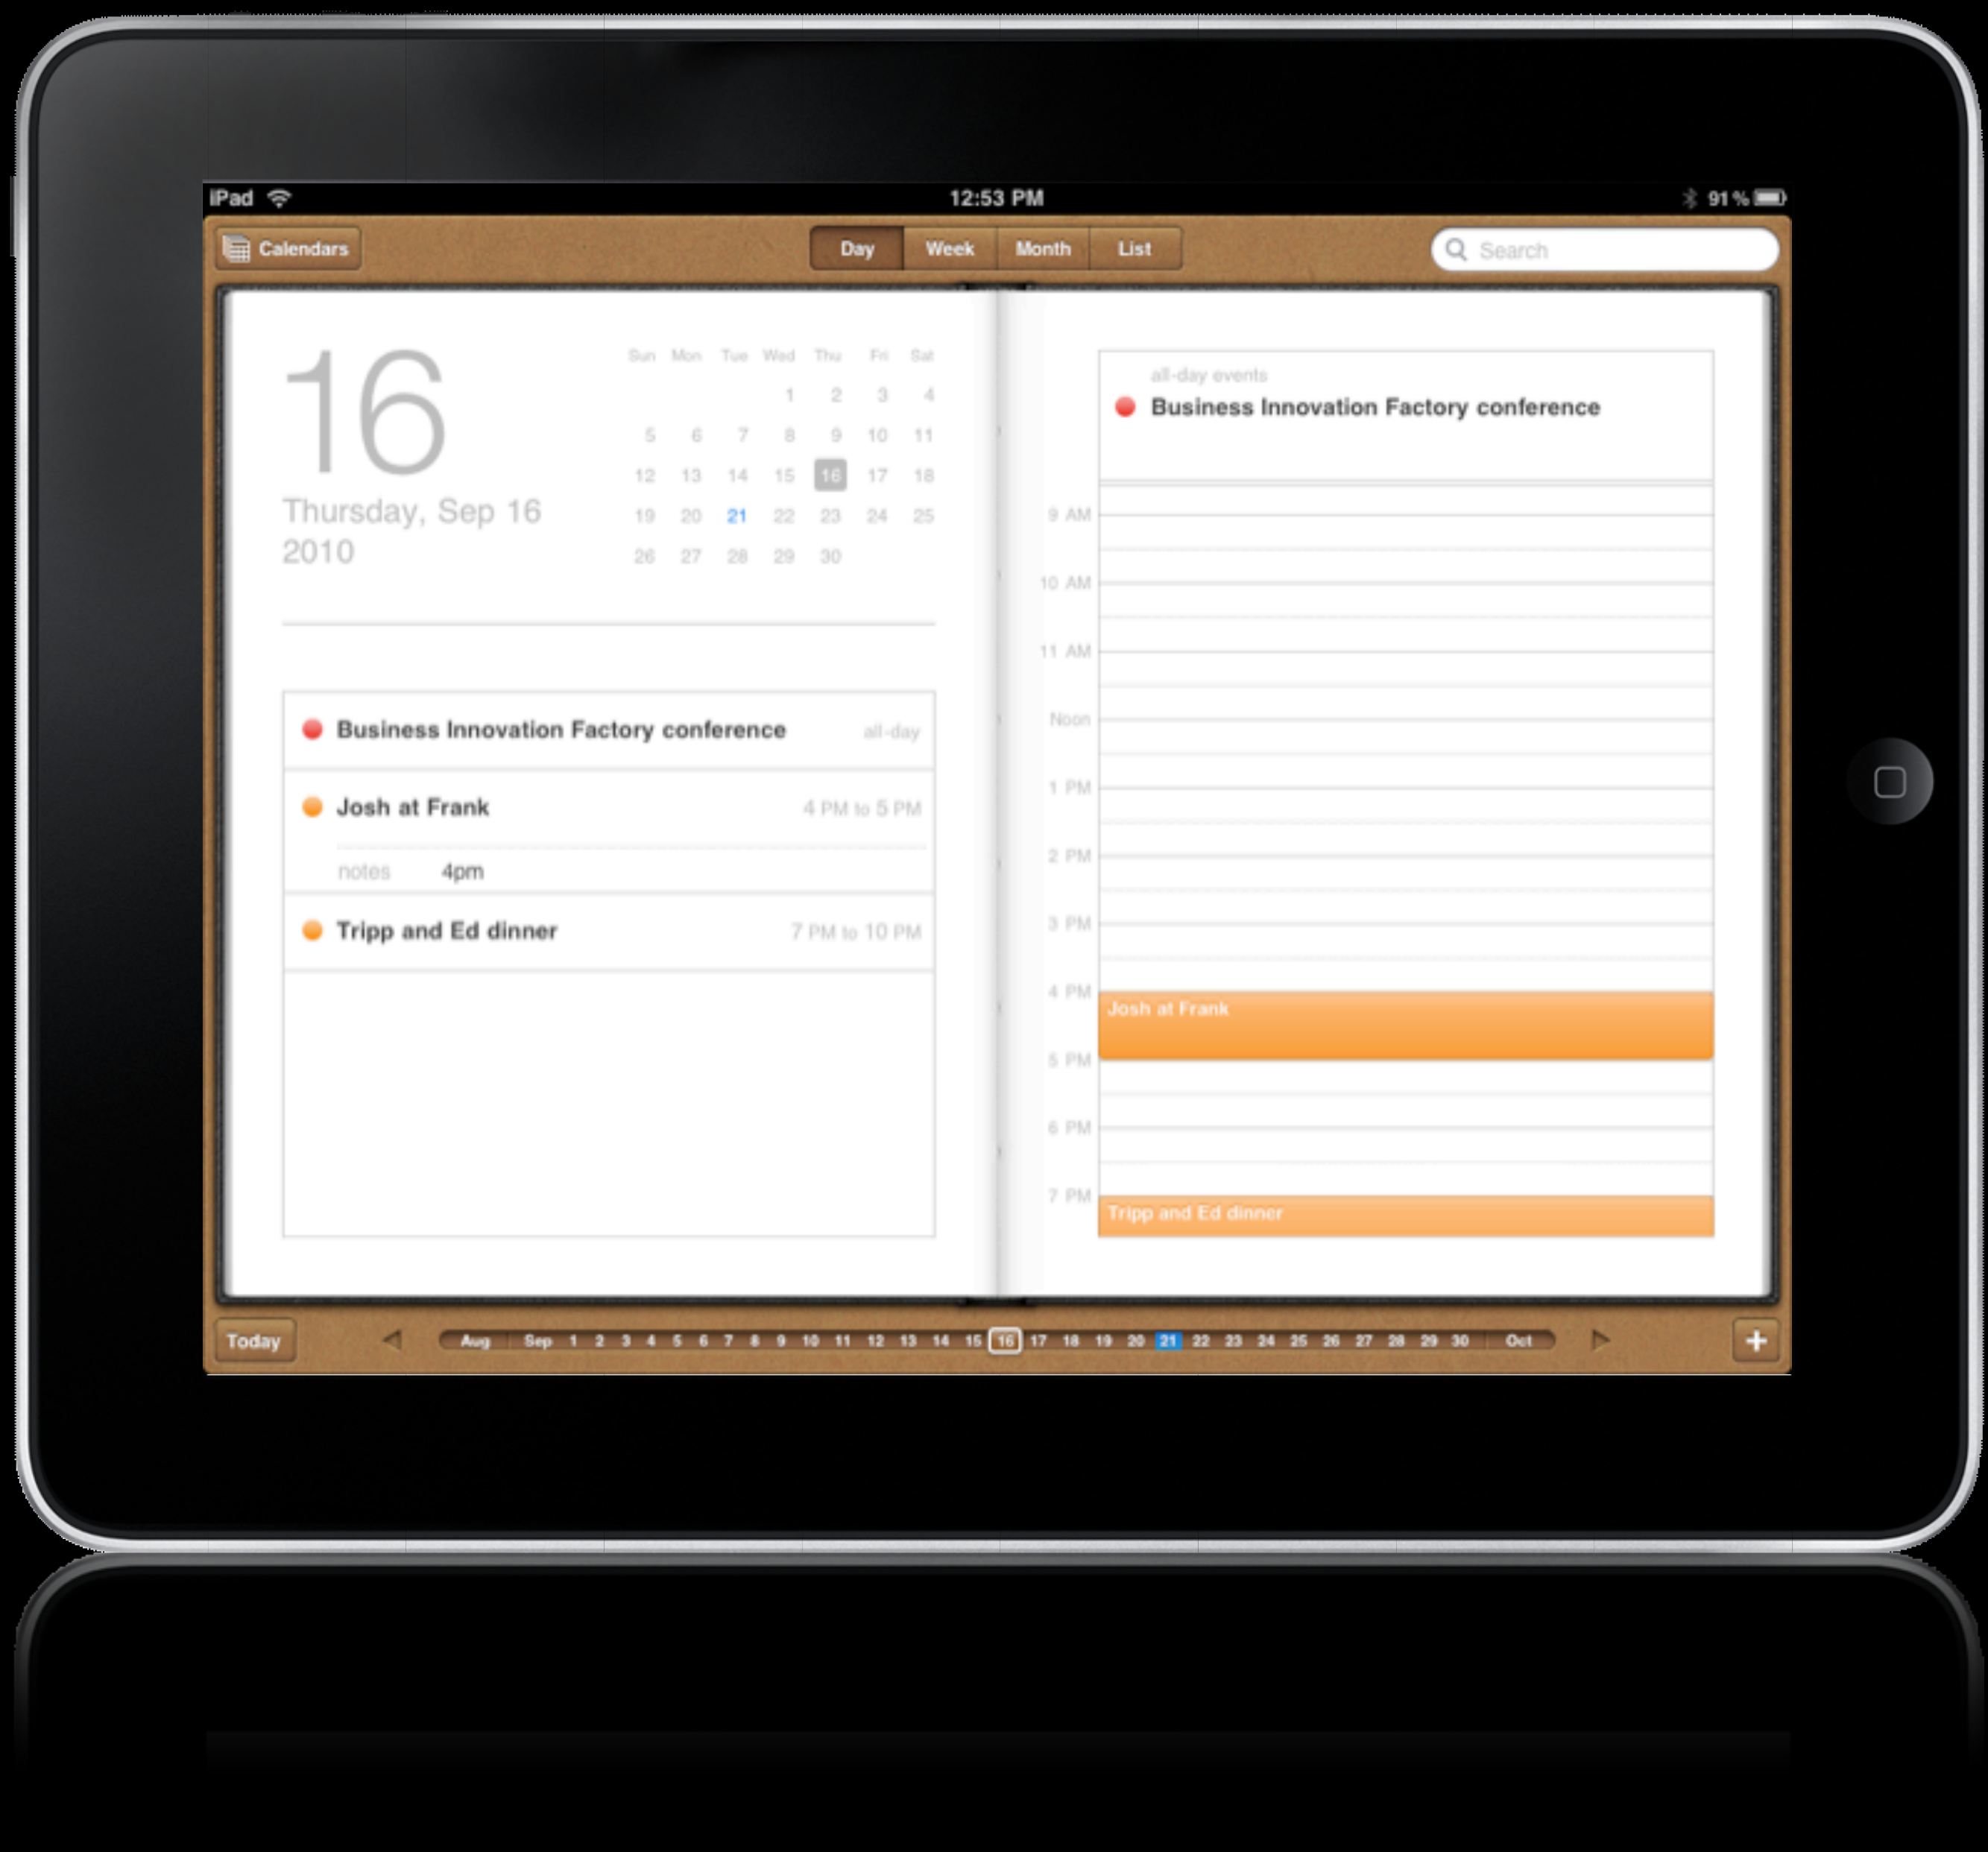 iPad 12:53 PM 91%
Calendars Day Week Month List Search
16
Thursday, Sep 16
2010
Sun Mon Tue Wed Thu Fri Sat
1 2 3 4
5 6 7 8 9 10 11
12 13 14 15 16 17 18
19 20 21 22 23 24 25
26 27 28 29 30
Business Innovation Factory conference all-day
Josh at Frank 4 PM to 5 PM
notes 4pm
Tripp and Ed dinner 7 PM to 10 PM
all-day events
Business Innovation Factory conference
9 AM
10 AM
11 AM
Noon
1 PM
2 PM
3 PM
4 PM
Josh at Frank
5 PM
6 PM
7 PM
Tripp and Ed dinner
Today Aug Sep 1 2 3 4 5 6 7 8 9 10 11 12 13 14 15 16 17 18 19 20 21 22 23 24 25 26 27 28 29 30 Oct +